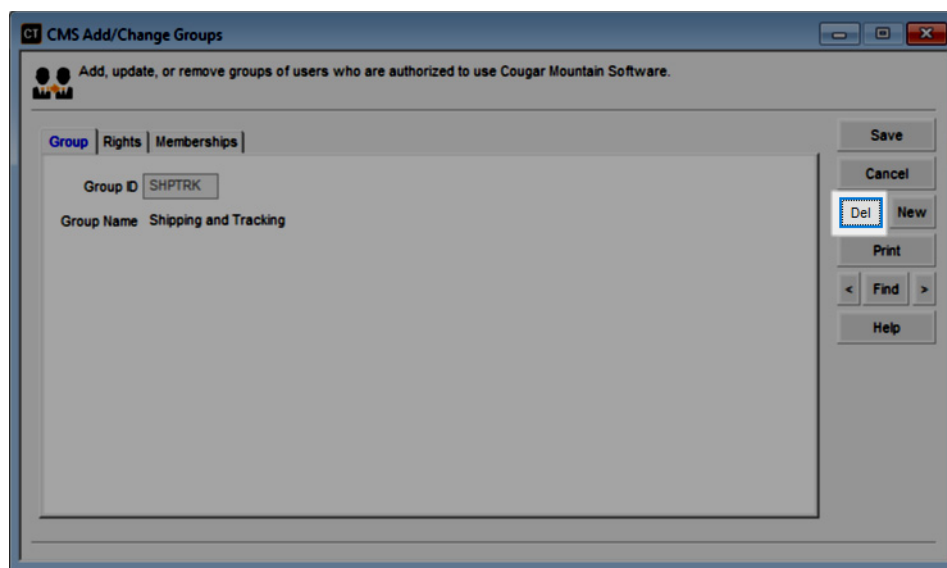 CT CMS Add/Change Groups
Add, update, or remove groups of users who are authorized to use Cougar Mountain Software.
Group Rights Memberships
Group ID SHPTRK
Group Name Shipping and Tracking
Save
Cancel
Del New
Print
< Find >
Help